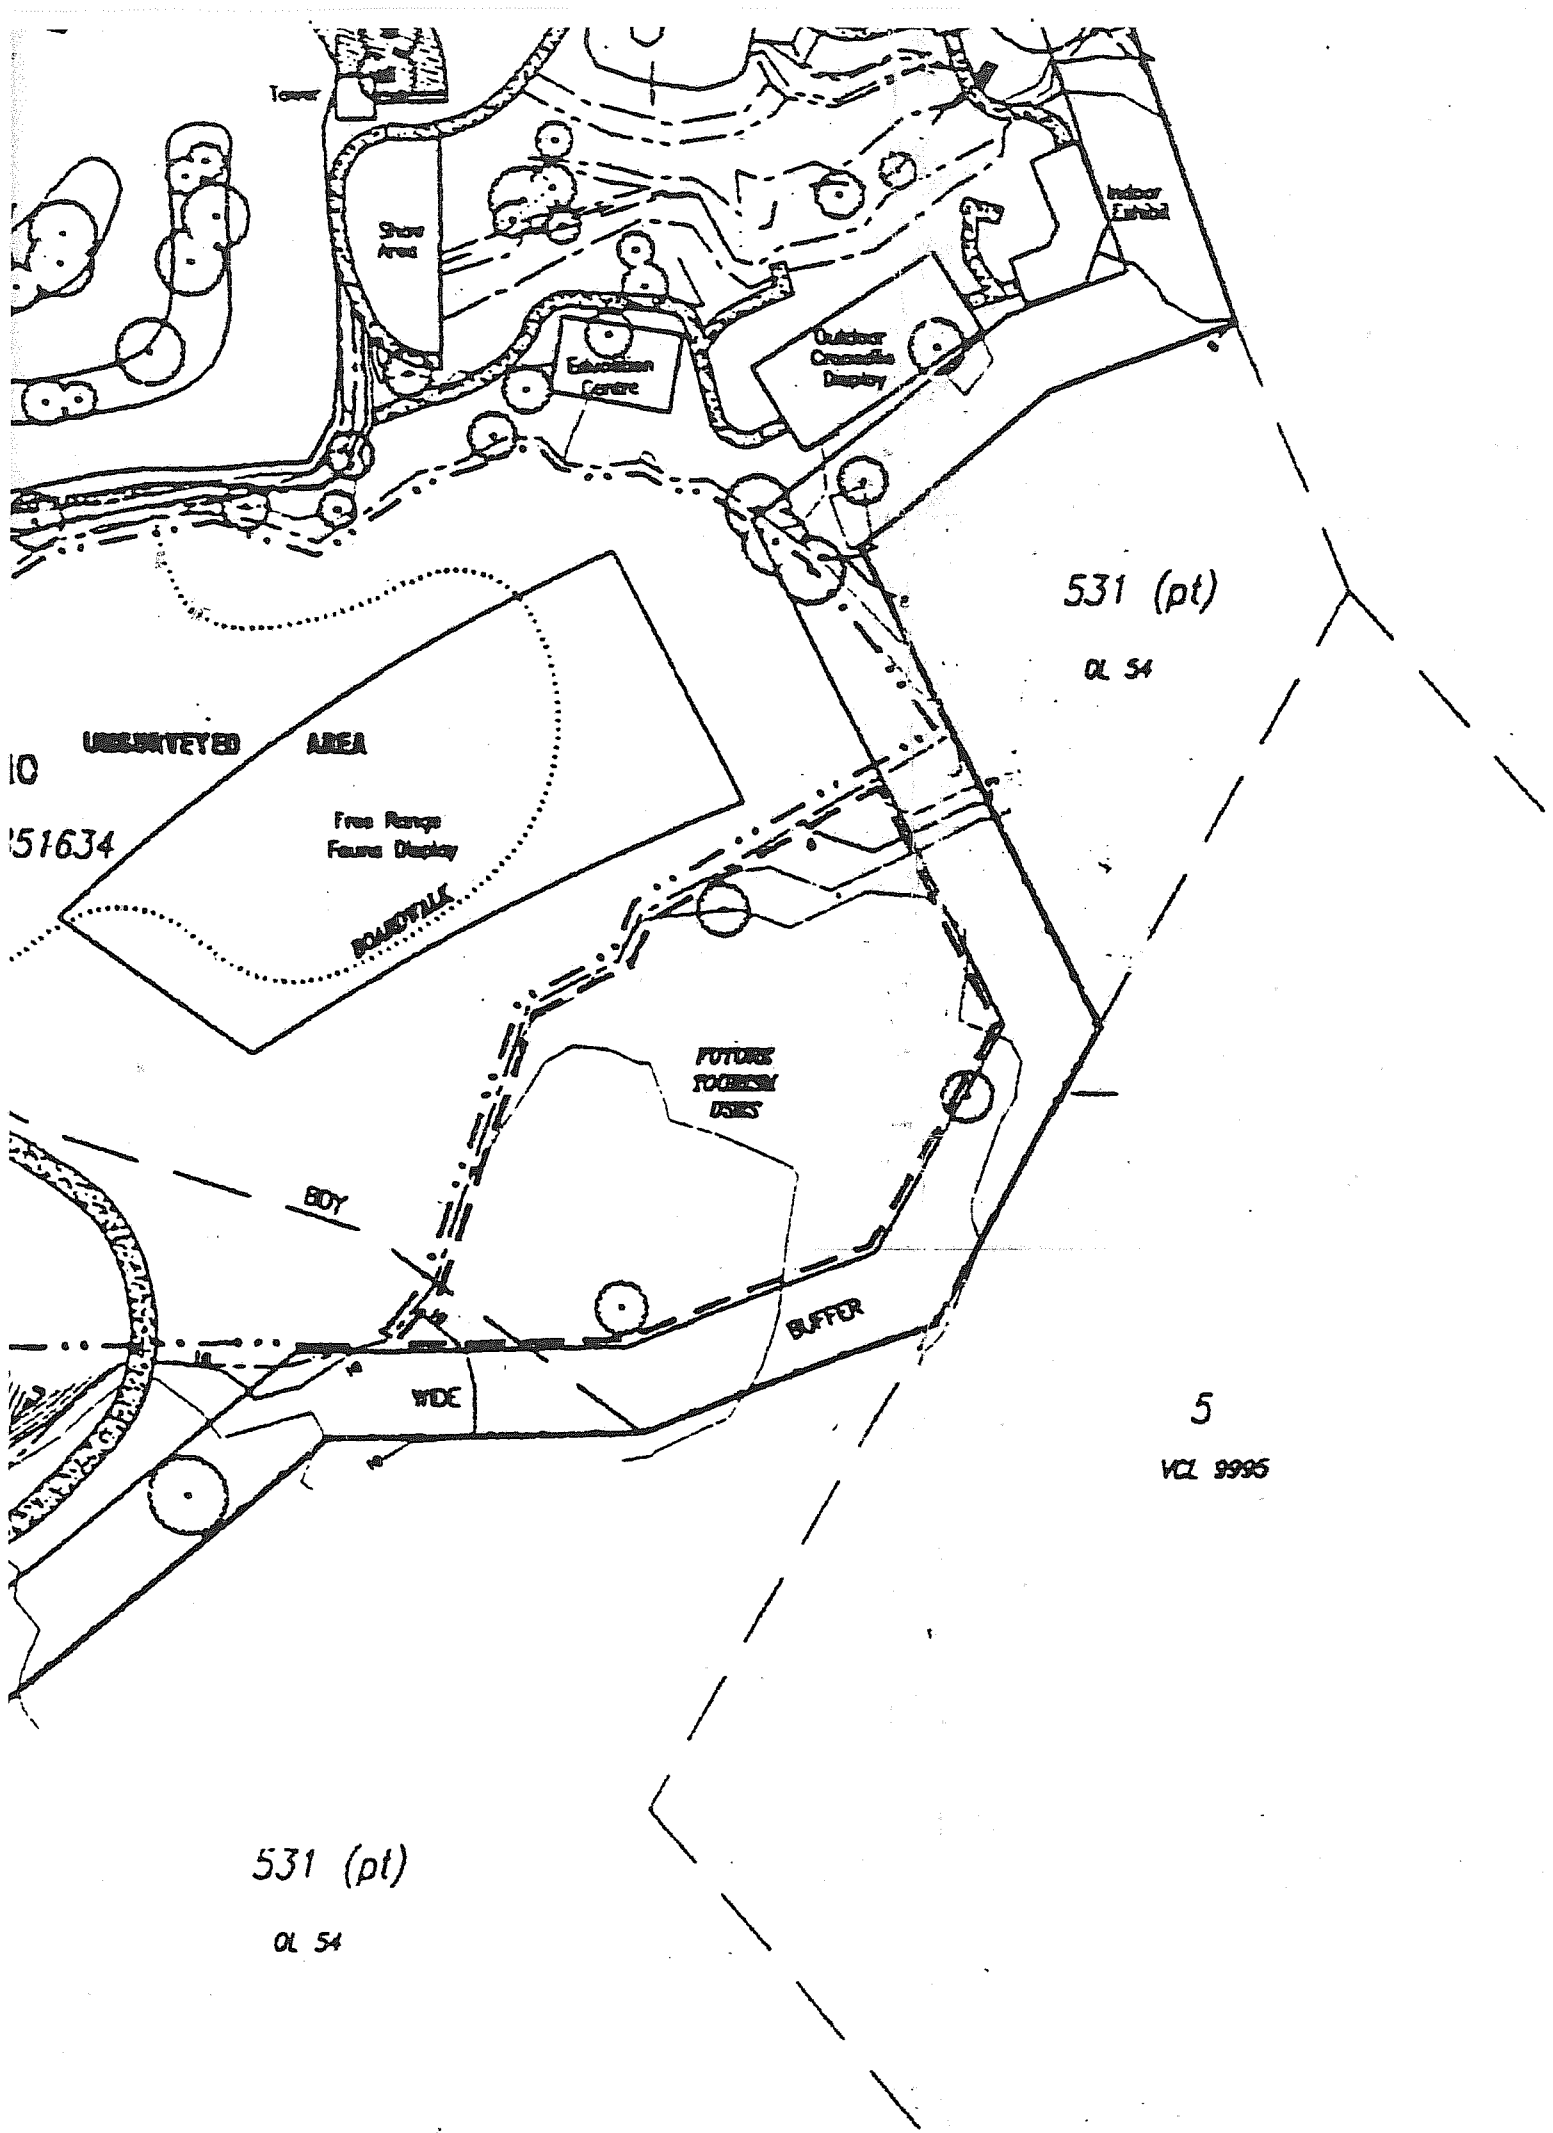 Tower
Show
Area
Indoor
Exhibit
Outdoor
Crocodile
Display
Education
Centre
531 (pt)
OL 54
UNSURVEYED AREA
10
51634
Free Range
Fauna Display
BOARDWALK
FUTURE
TOURISM
USES
BDY
BUFFER
WIDE
5
VCL 9995
531 (pt)
OL 54